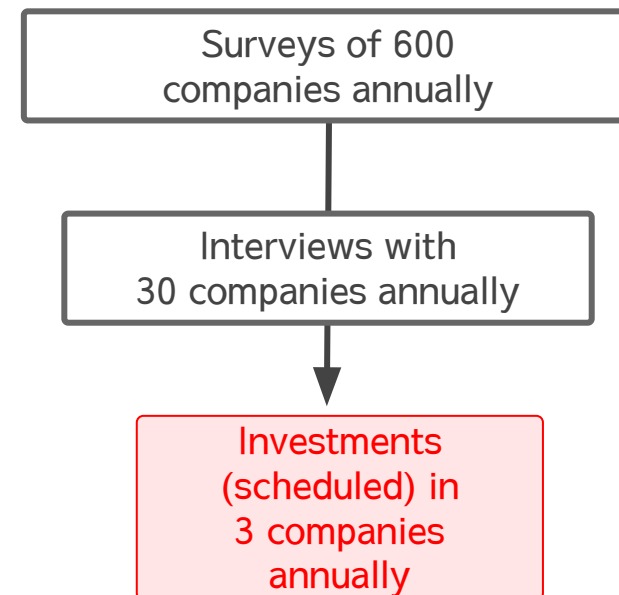 Surveys of 600
companies annually
Interviews with
30 companies annually
Investments
(scheduled) in
3 companies
annually